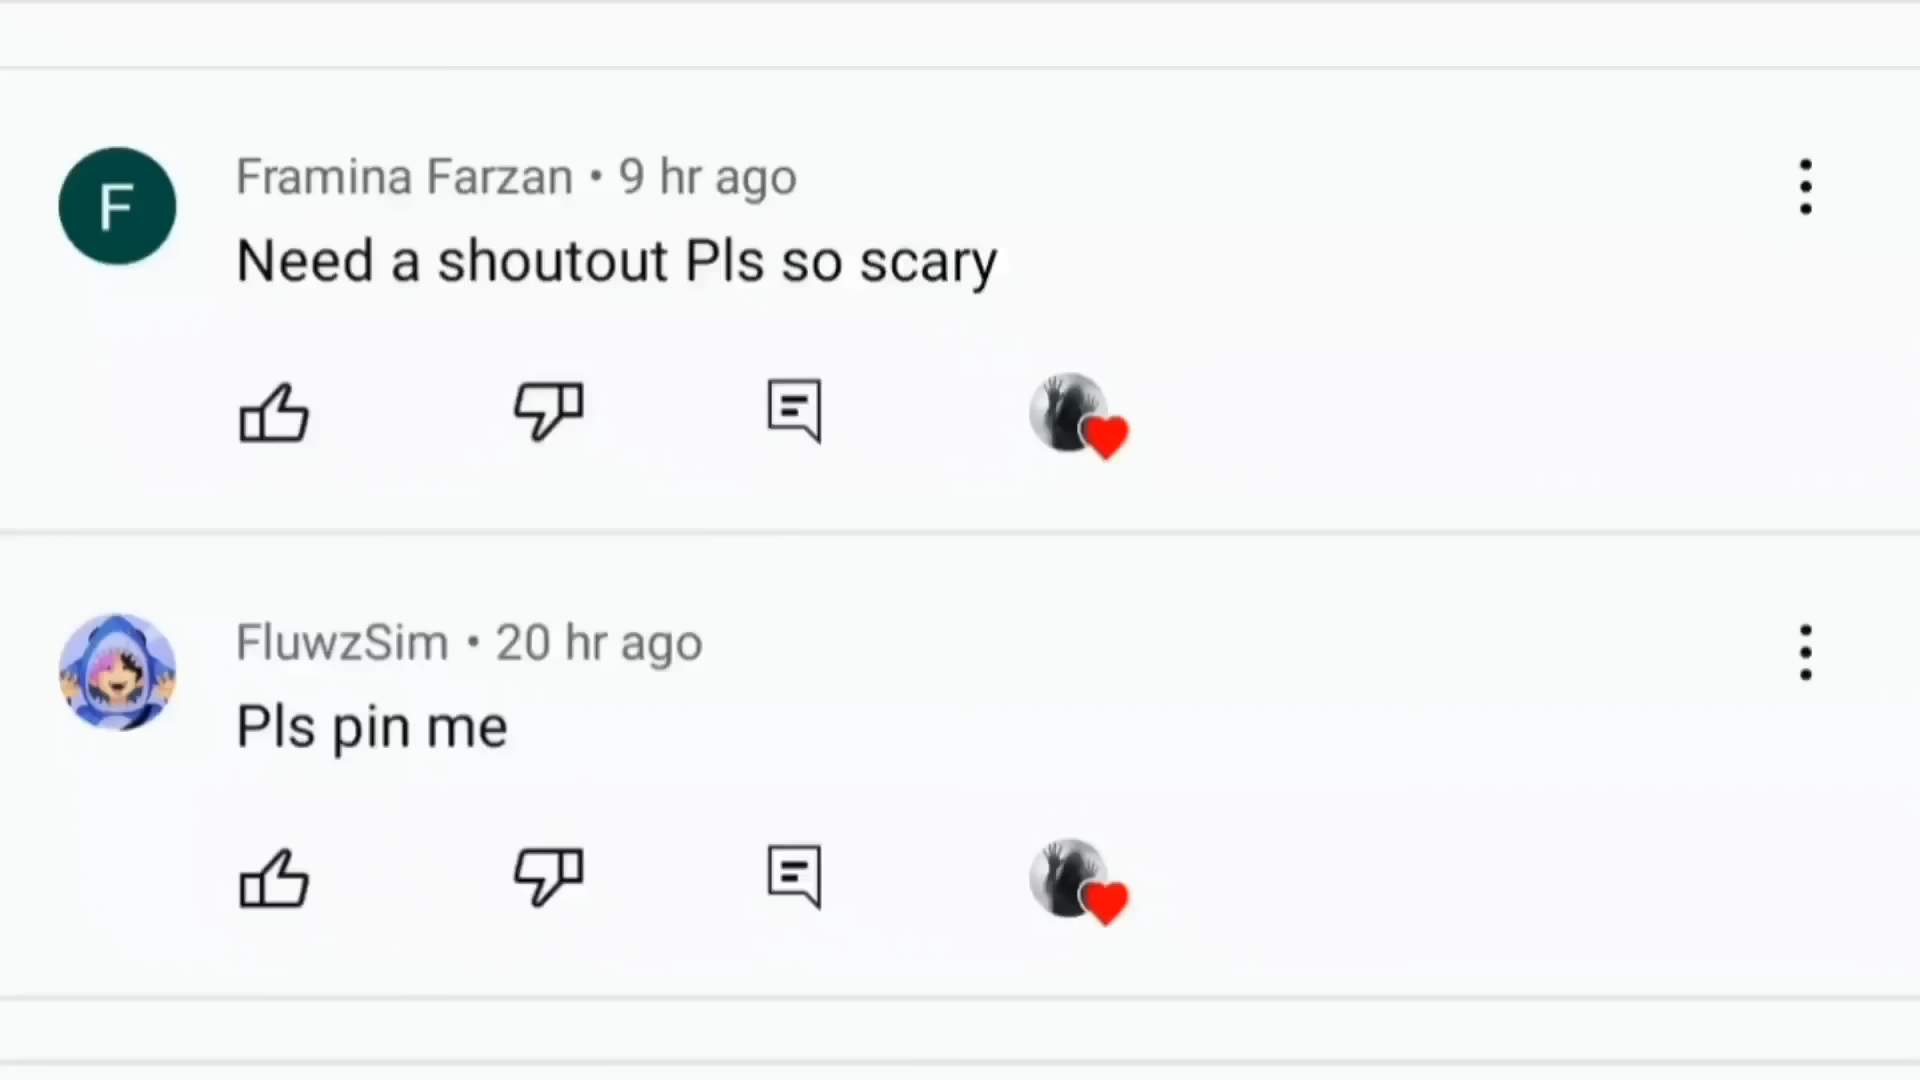 F
Framina Farzan • 9 hr ago
Need a shoutout Pls so scary
FluwzSim • 20 hr ago
Pls pin me